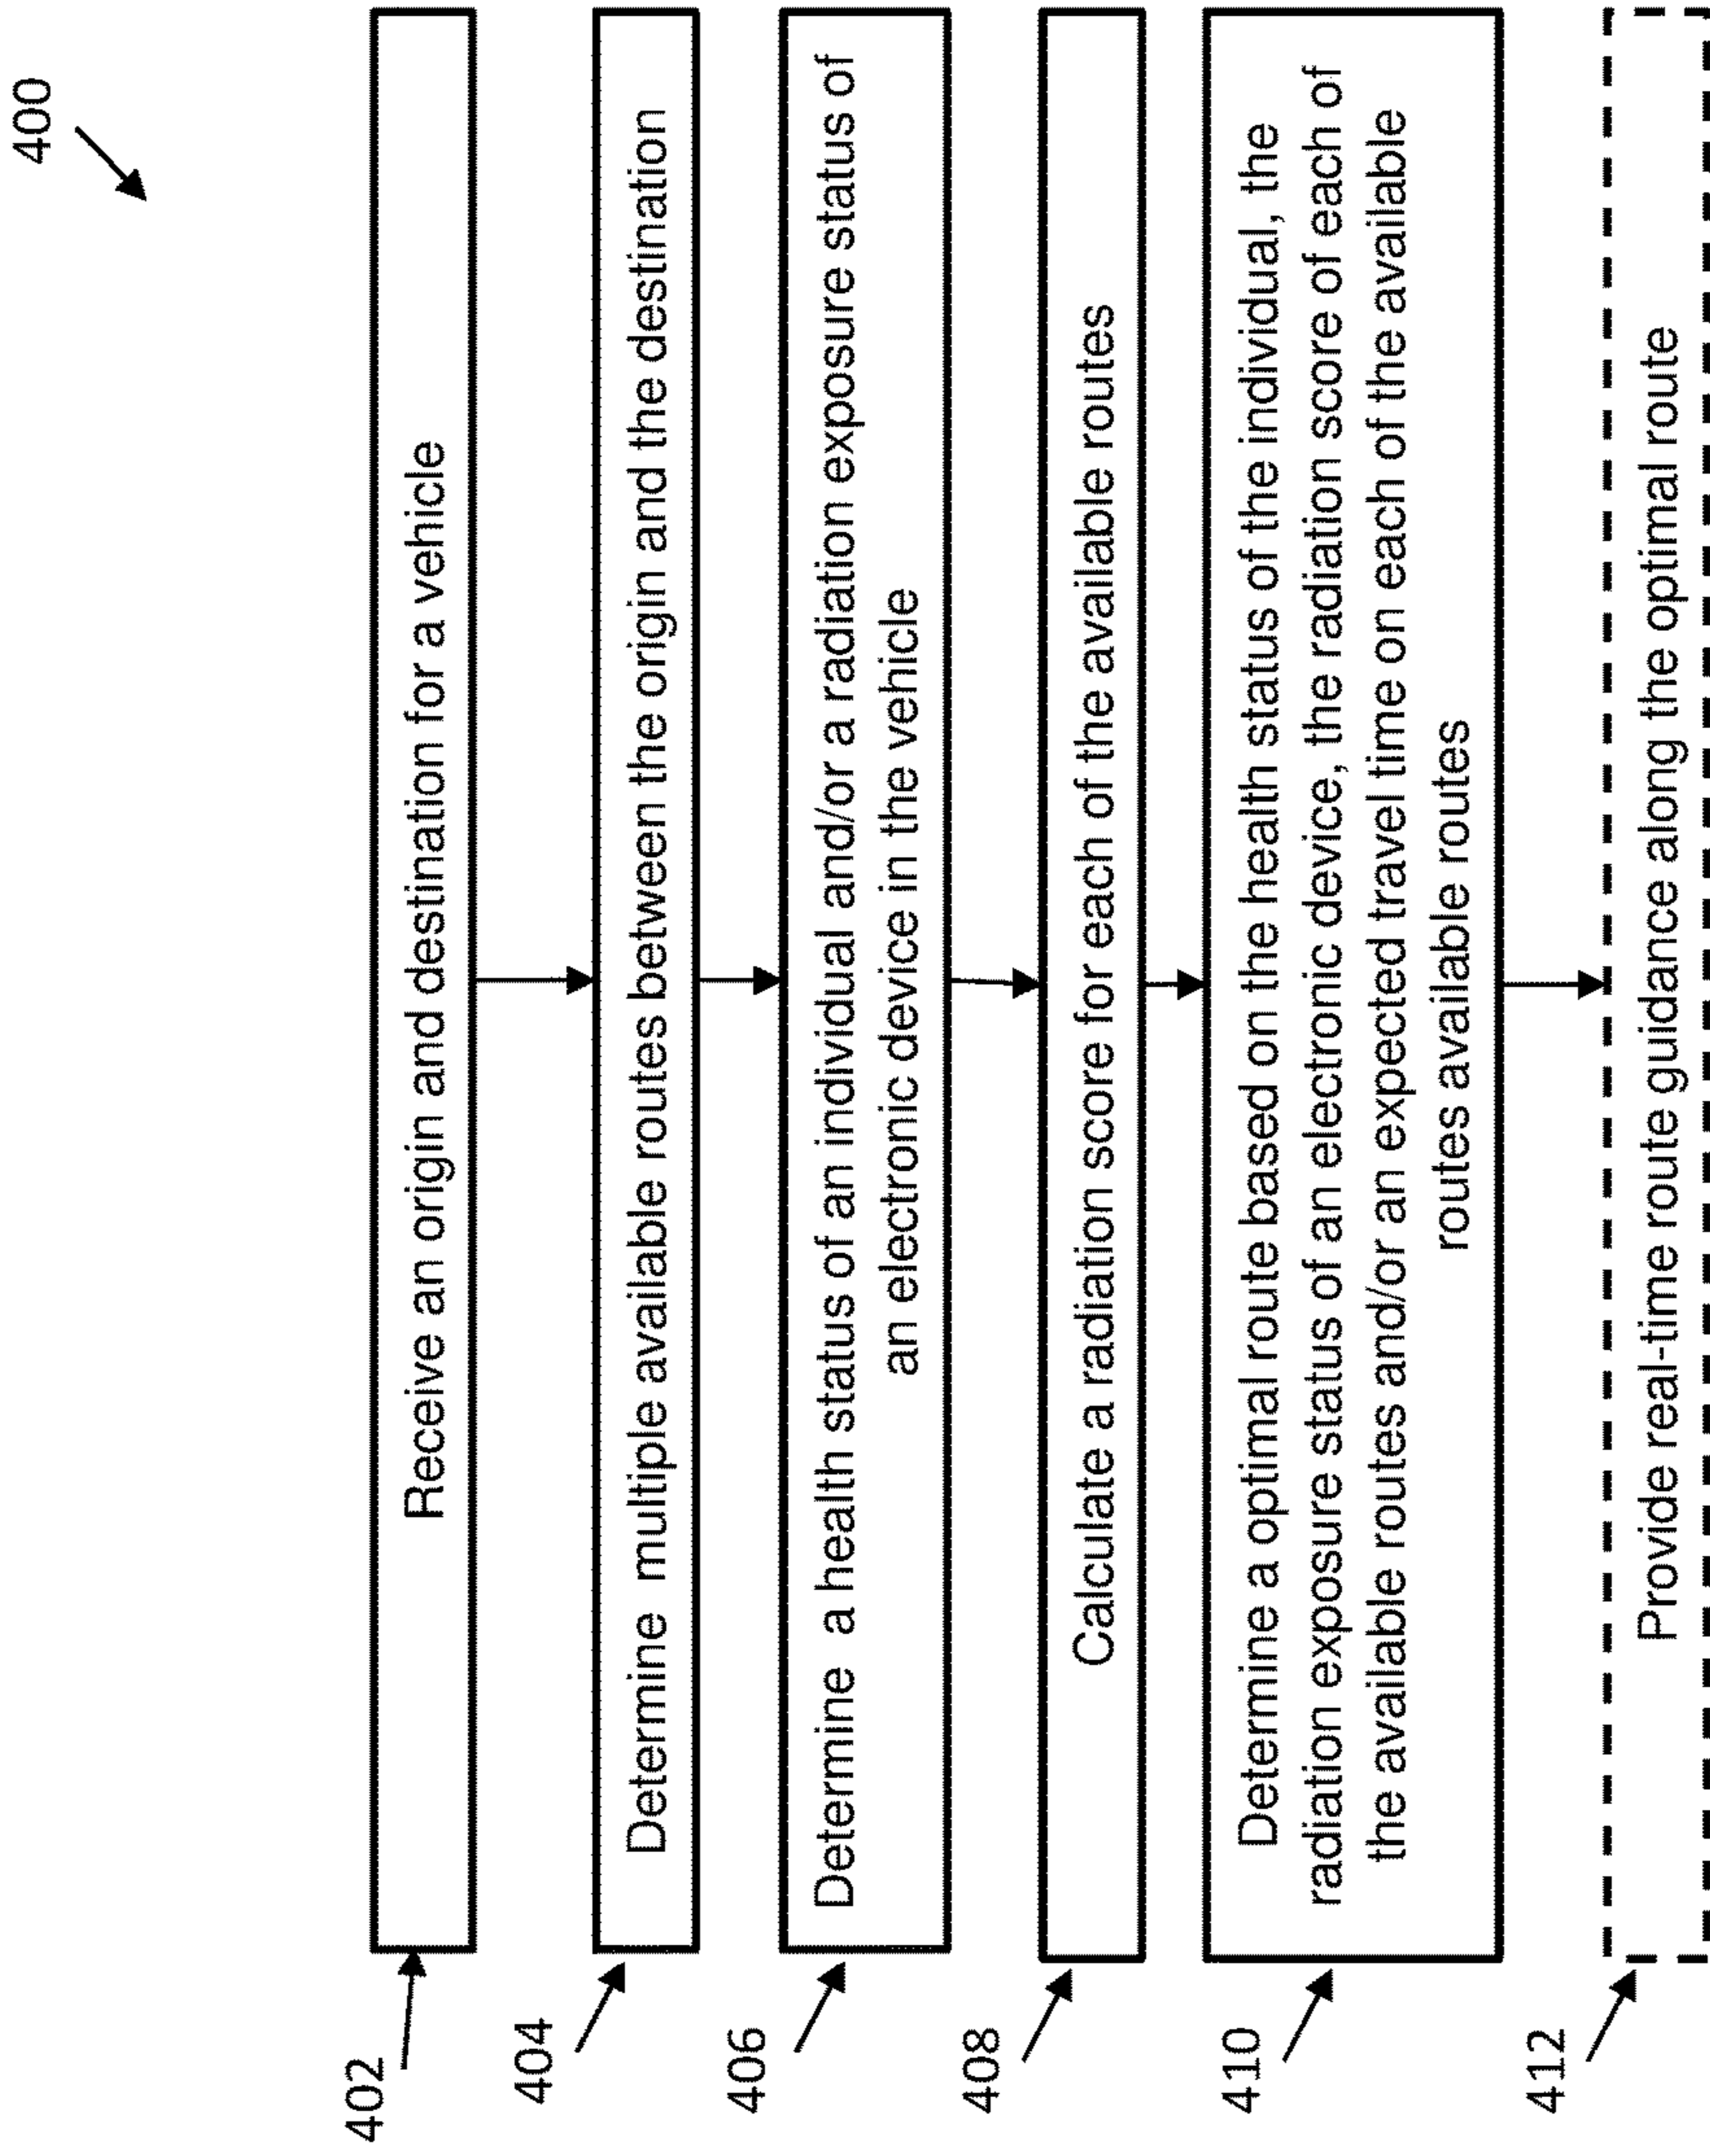 400
402
Receive an origin and destination for a vehicle
404
Determine multiple available routes between the origin and the destination
406
Determine a health status of an individual and/or a radiation exposure status of
an electronic device in the vehicle
408
Calculate a radiation score for each of the available routes
410
Determine a optimal route based on the health status of the individual, the
radiation exposure status of an electronic device, the radiation score of each of
the available routes and/or an expected travel time on each of the available
routes available routes
412
Provide real-time route guidance along the optimal route